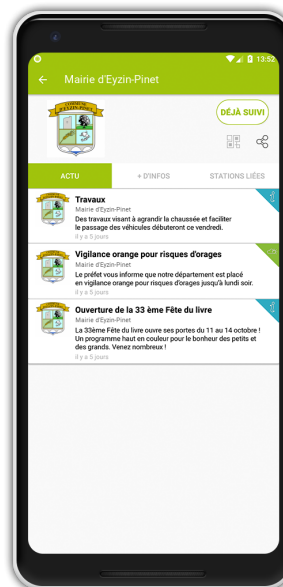 13:52
Mairie d'Eyzin-Pinet
COMMUNE
D'EYZIN-PINET
DÉJÀ SUIVI
ACTU
+ D'INFOS
STATIONS LIÉES
Travaux
Mairie d'Eyzin-Pinet
Des travaux visant à agrandir la chaussée et faciliter
le passage des véhicules débuteront ce vendredi.
il y a 5 jours
Vigilance orange pour risques d'orages
Mairie d'Eyzin-Pinet
Le préfet vous informe que notre département est placé
en vigilance orange pour risques d'orages jusqu'à lundi soir.
il y a 5 jours
Ouverture de la 33 ème Fête du livre
Mairie d'Eyzin-Pinet
La 33ème Fête du livre ouvre ses portes du 11 au 14 octobre !
Un programme haut en couleur pour le bonheur des petits et
des grands. Venez nombreux !
il y a 5 jours